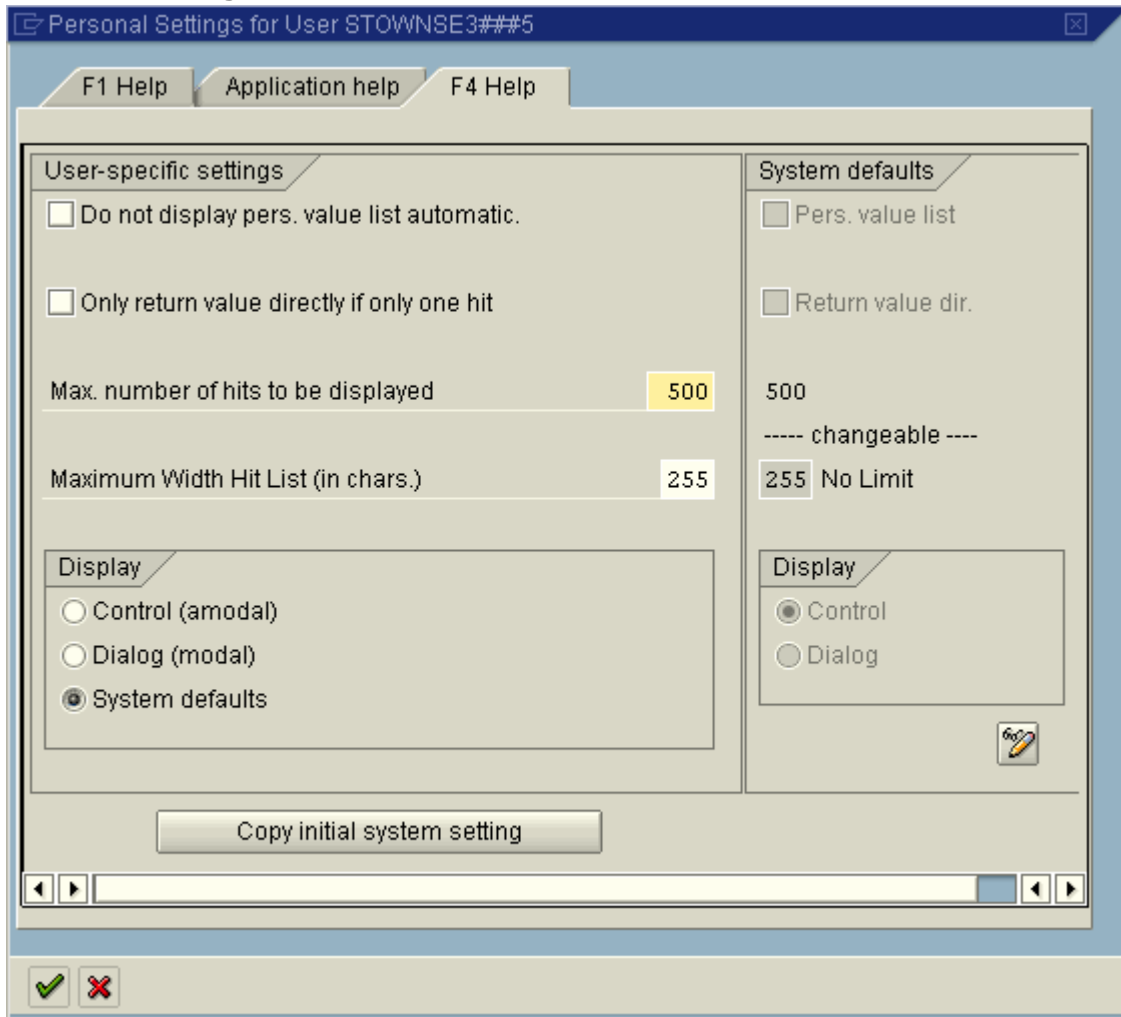 Personal Settings for User STOWNSE3###5
F1 Help Application help F4 Help
User-specific settings System defaults
Do not display pers. value list automatic. Pers. value list
Only return value directly if only one hit Return value dir.
Max. number of hits to be displayed 500 500
----- changeable ----
Maximum Width Hit List (in chars.) 255 255 No Limit
Display Display
Control (amodal) Control
Dialog (modal) Dialog
System defaults
Copy initial system setting